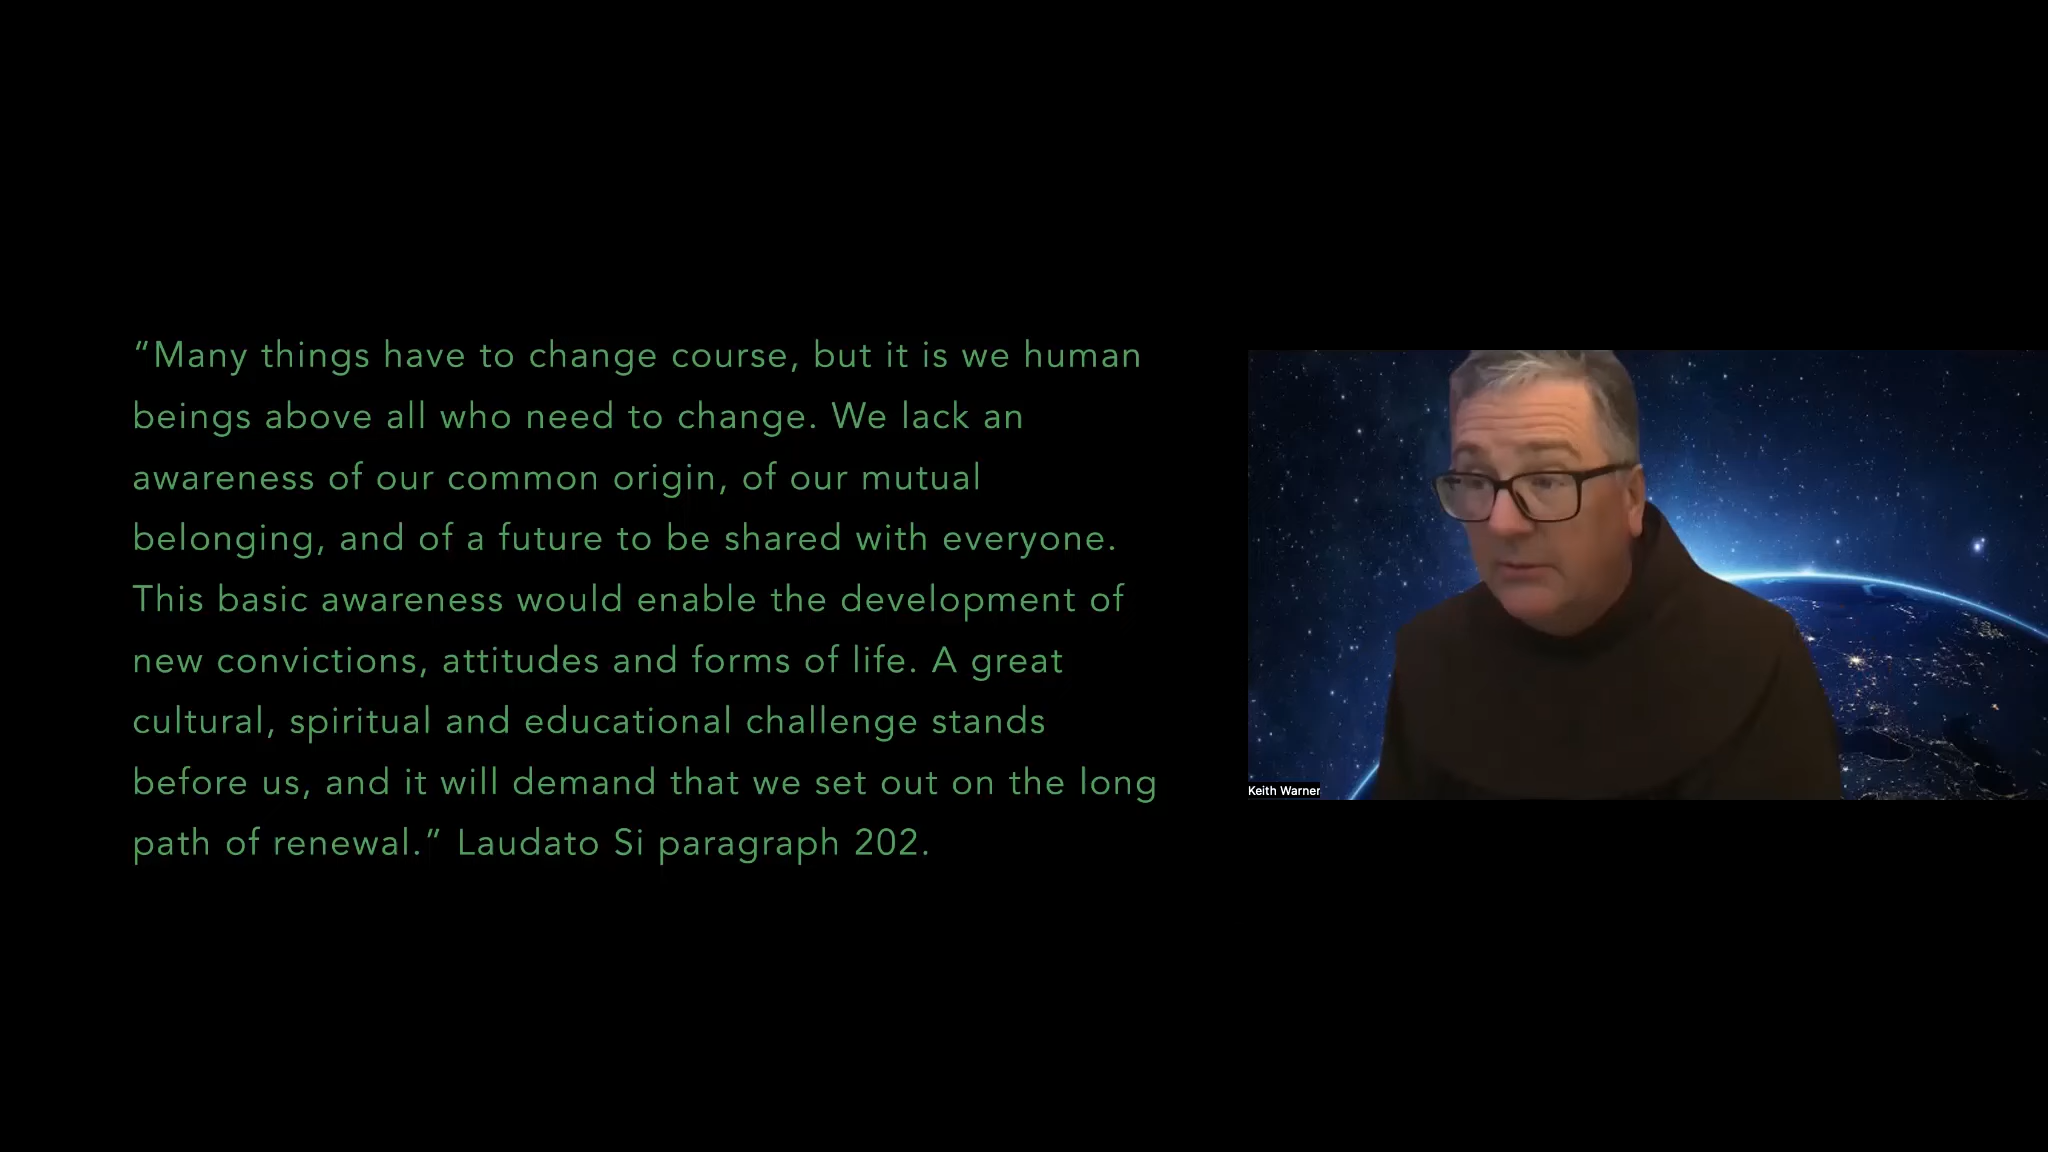 “Many things have to change course, but it is we human
beings above all who need to change. We lack an
awareness of our common origin, of our mutual
belonging, and of a future to be shared with everyone.
This basic awareness would enable the development of
new convictions, attitudes and forms of life. A great
cultural, spiritual and educational challenge stands
before us, and it will demand that we set out on the long
path of renewal.” Laudato Si paragraph 202.
Keith Warner